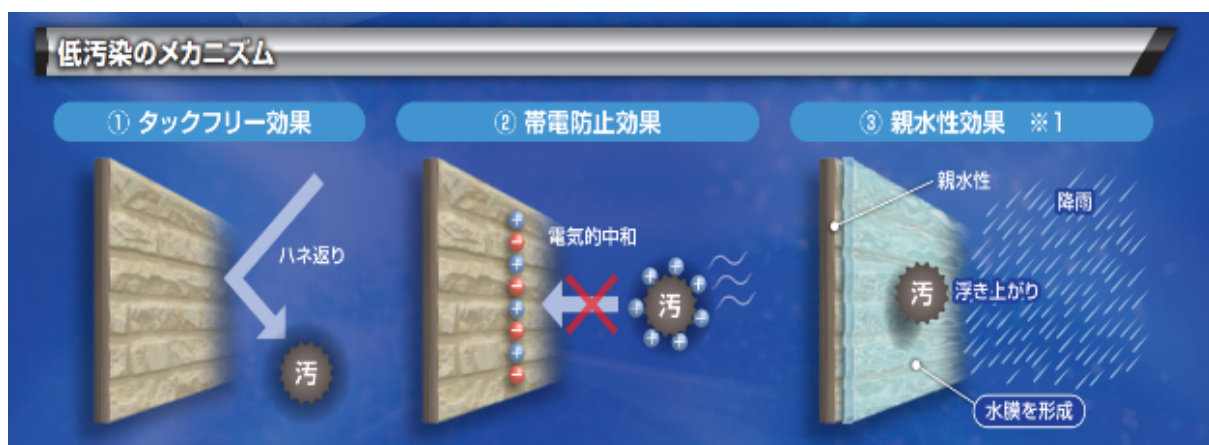 低汚染のメカニズム
① タックフリー効果
② 帯電防止効果
③ 親水性効果 ※1
ハネ返り
汚
電気的中和
汚
親水性
降雨
汚
浮き上がり
水膜を形成